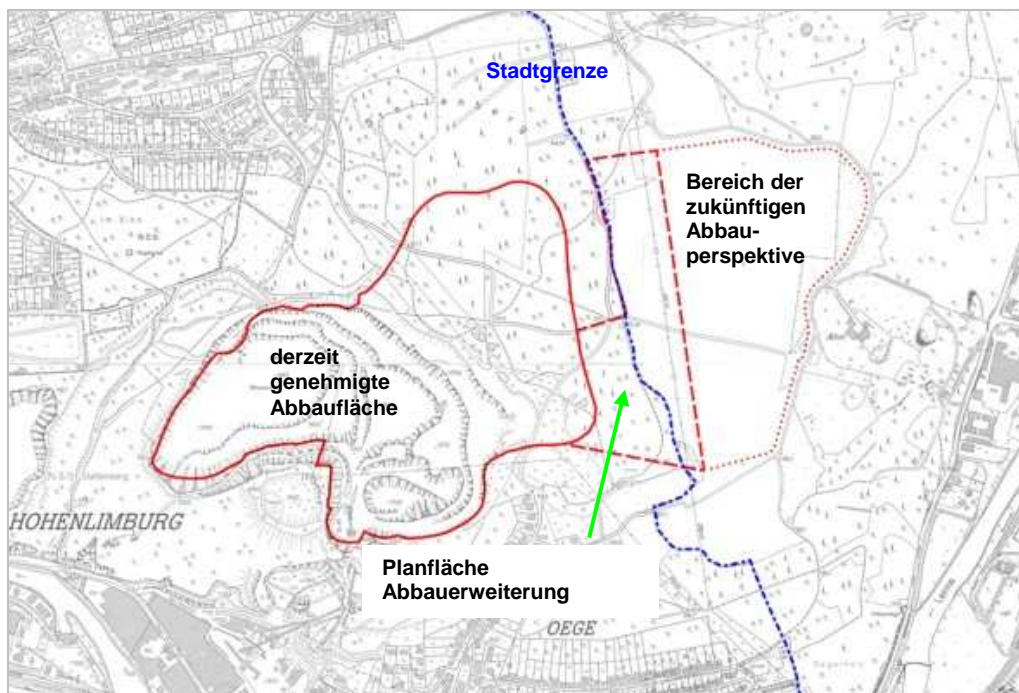 Stadtgrenze
Bereich der
zukünftigen
Abbau-
perspektive
derzeit
genehmigte
Abbaufläche
HOHENLIMBURG
Planfläche
Abbauerweiterung
OEGE